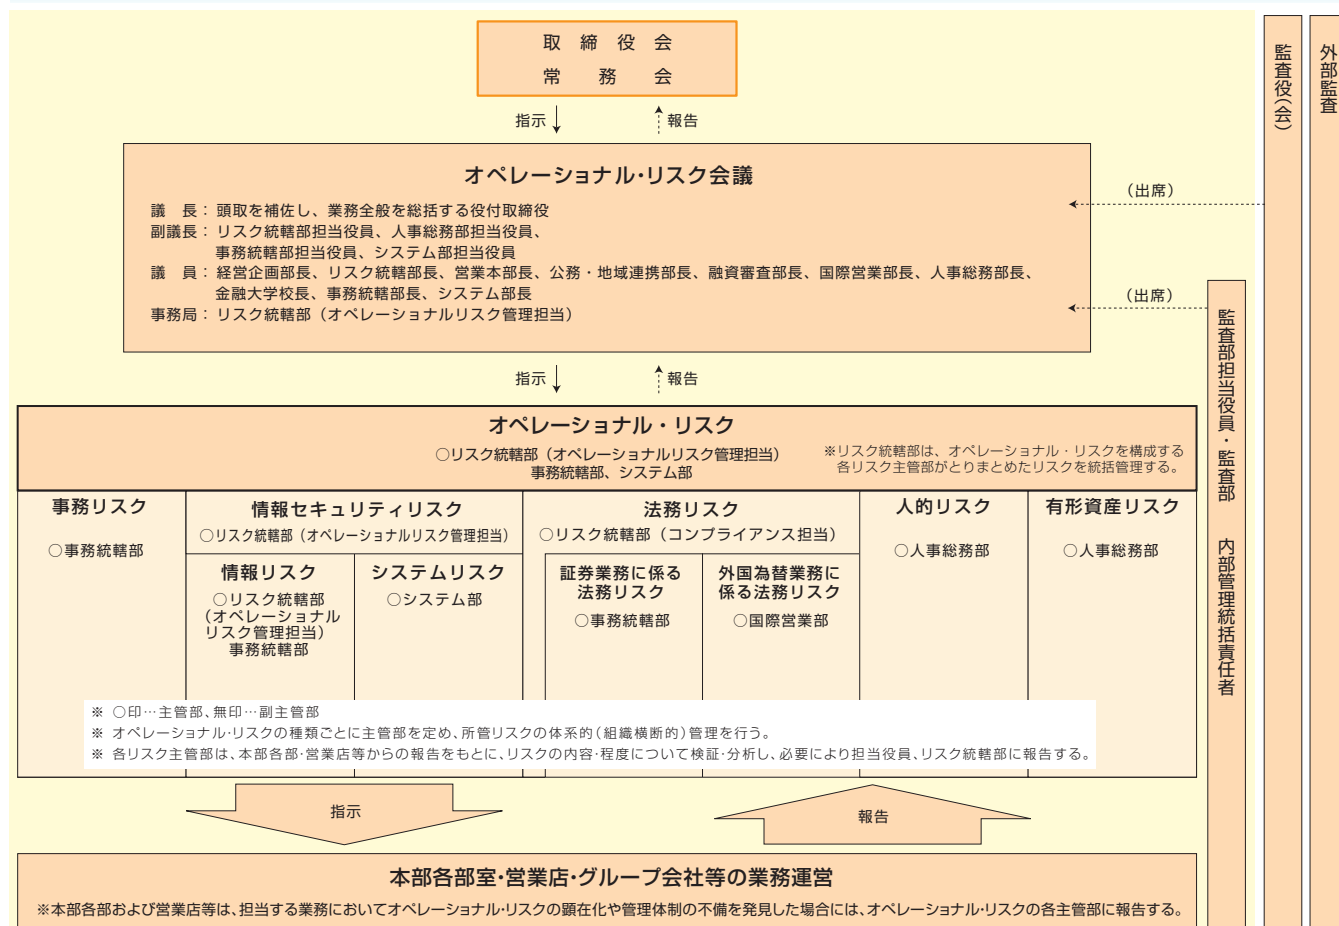 取締役会
常務会
指示
報告
オペレーショナル・リスク会議
議　長：頭取を補佐し、業務全般を総括する役付取締役
副議長：リスク統轄部担当役員、人事総務部担当役員、
事務統轄部担当役員、システム部担当役員
議　員：経営企画部長、リスク統轄部長、営業本部長、公務・地域連携部長、融資審査部長、国際営業部長、人事総務部長、
金融大学校長、事務統轄部長、システム部長
事務局：リスク統轄部（オペレーショナルリスク管理担当）
（出席）
（出席）
指示
報告
オペレーショナル・リスク
○リスク統轄部（オペレーショナルリスク管理担当）
事務統轄部、システム部
※リスク統轄部は、オペレーショナル・リスクを構成する
各リスク主管部がとりまとめたリスクを統括管理する。
事務リスク
○事務統轄部
情報セキュリティリスク
○リスク統轄部（オペレーショナルリスク管理担当）
情報リスク
○リスク統轄部
（オペレーショナル
リスク管理担当）
事務統轄部
システムリスク
○システム部
法務リスク
○リスク統轄部（コンプライアンス担当）
証券業務に係る
法務リスク
○事務統轄部
外国為替業務に
係る法務リスク
○国際営業部
人的リスク
○人事総務部
有形資産リスク
○人事総務部
※ ○印…主管部、無印…副主管部
※ オペレーショナル・リスクの種類ごとに主管部を定め、所管リスクの体系的（組織横断的）管理を行う。
※ 各リスク主管部は、本部各部・営業店等からの報告をもとに、リスクの内容・程度について検証・分析し、必要により担当役員、リスク統轄部に報告する。
指示
報告
本部各部室・営業店・グループ会社等の業務運営
※本部各部および営業店等は、担当する業務においてオペレーショナル・リスクの顕在化や管理体制の不備を発見した場合には、オペレーショナル・リスクの各主管部に報告する。
監査部担当役員・監査部　内部管理統括責任者
監査役（会）
外部監査